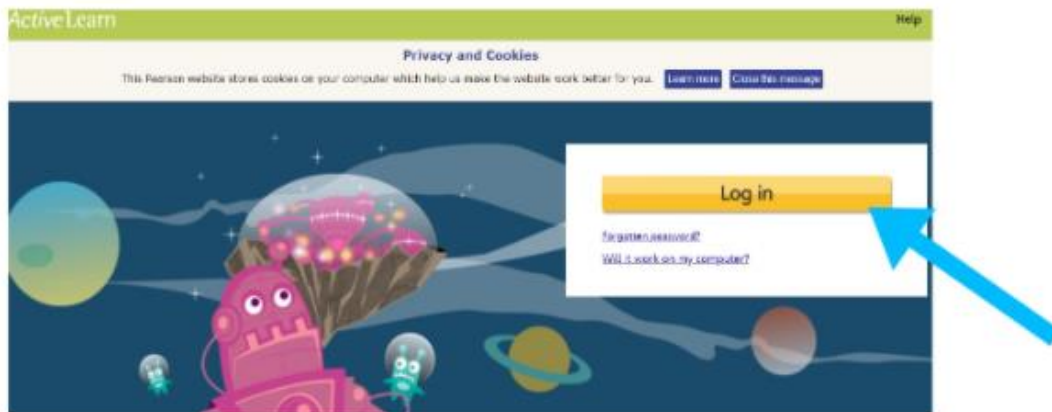 ActiveLearn
Help
Privacy and Cookies
This Pearson website stores cookies on your computer which help us make the website work better for you. Learn more Close this message
Log in
Forgotten password?
Will it work on my computer?